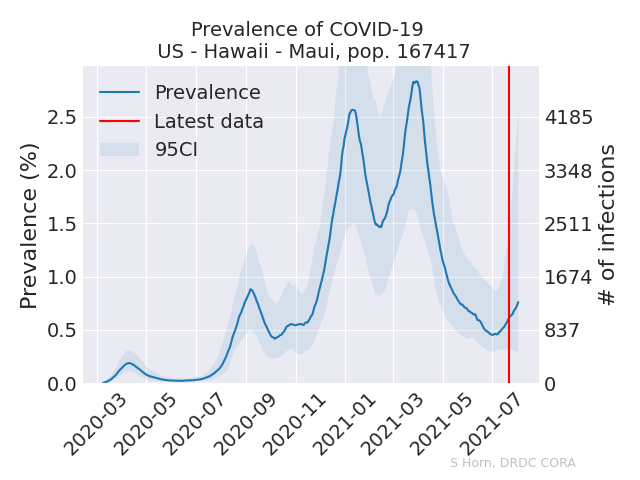 Prevalence of COVID-19
US - Hawaii - Maui, pop. 167417
Prevalence
Latest data
95CI
Prevalence (%)
2.5
2.0
1.5
1.0
0.5
0.0
4185
3348
2511
1674
837
0
# of infections
2020-03
2020-05
2020-07
2020-09
2020-11
2021-01
2021-03
2021-05
2021-07
S Horn, DRDC CORA